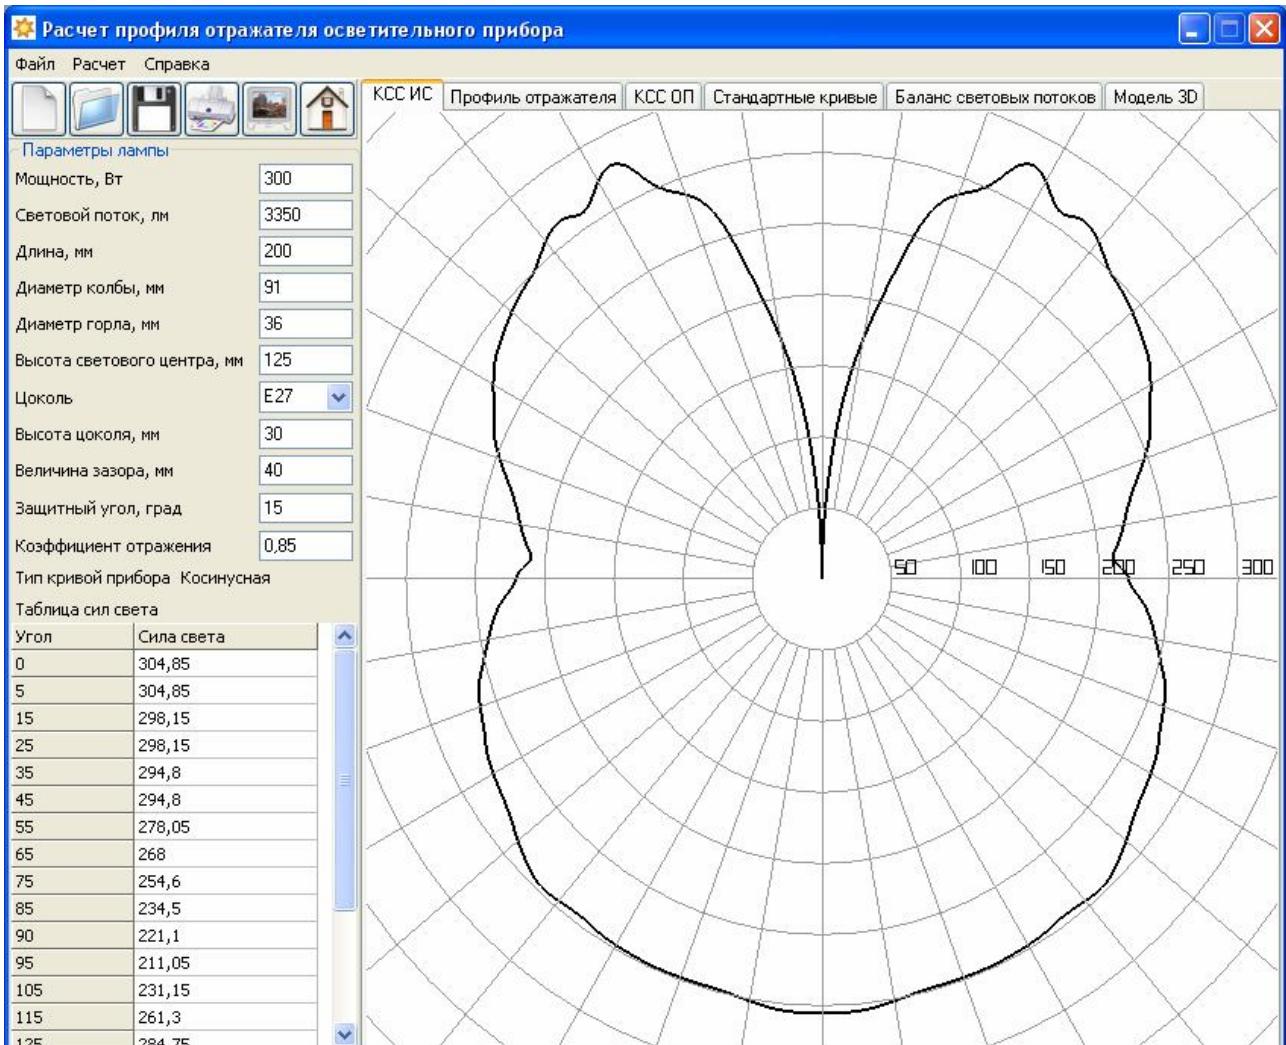 Расчет профиля отражателя осветительного прибора
Файл Расчет Справка
КСС ИС Профиль отражателя КСС ОП Стандартные кривые Баланс световых потоков Модель 3D
Параметры лампы
Мощность, Вт 300
Световой поток, лм 3350
Длина, мм 200
Диаметр колбы, мм 91
Диаметр горла, мм 36
Высота светового центра, мм 125
Цоколь E27
Высота цоколя, мм 30
Величина зазора, мм 40
Защитный угол, град 15
Коэффициент отражения 0,85
Тип кривой прибора Косинусная
50 100 150 200 250 300
Таблица сил света
Угол Сила света
0 304,85
5 304,85
15 298,15
25 298,15
35 294,8
45 294,8
55 278,05
65 268
75 254,6
85 234,5
90 221,1
95 211,05
105 231,15
115 261,3
125 284,75